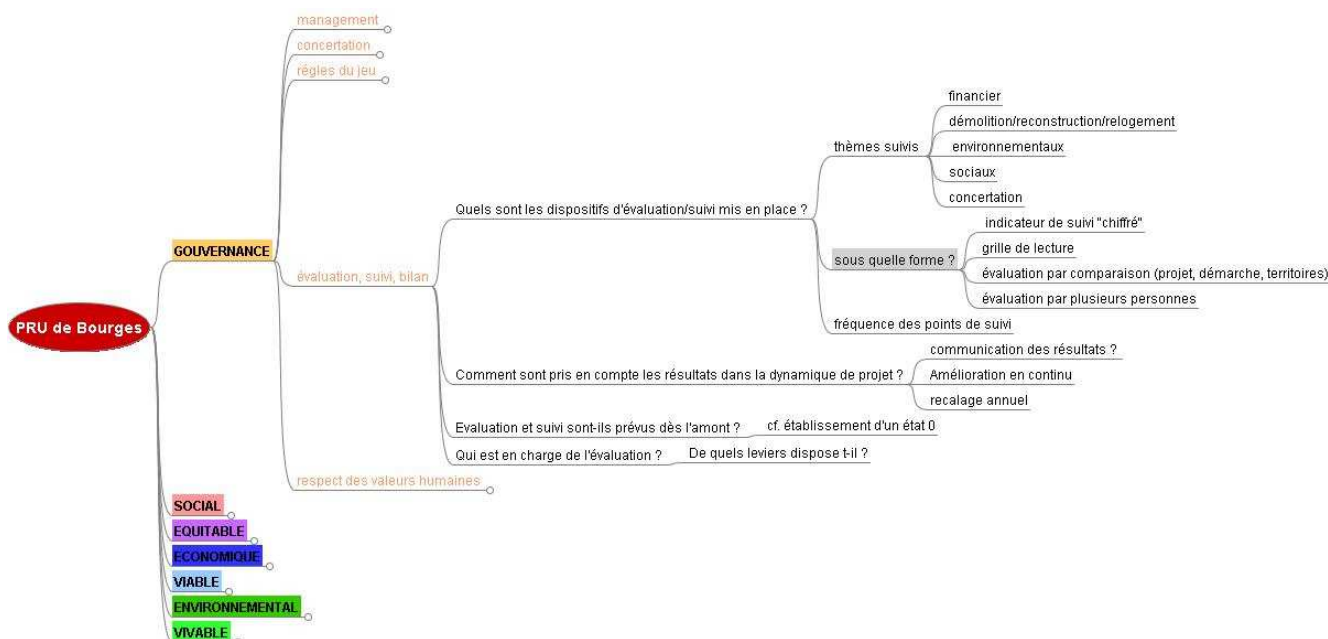 management
concertation
régles du jeu
financier
démolition/reconstruction/relogement
thèmes suivis
environnementaux
sociaux
concertation
Quels sont les dispositifs d'évaluation/suivi mis en place ?
indicateur de suivi "chiffré"
GOUVERNANCE
sous quelle forme ?
grille de lecture
évaluation, suivi, bilan
évaluation par comparaison (projet, démarche, territoires)
évaluation par plusieurs personnes
PRU de Bourges
fréquence des points de suivi
communication des résultats ?
Comment sont pris en compte les résultats dans la dynamique de projet ?
Amélioration en continu
recalage annuel
Evaluation et suivi sont-ils prévus dès l'amont ?
cf. établissement d'un état 0
Qui est en charge de l'évaluation ?
De quels leviers dispose t-il ?
respect des valeurs humaines
SOCIAL
EQUITABLE
ECONOMIQUE
VIABLE
ENVIRONNEMENTAL
VIVABLE